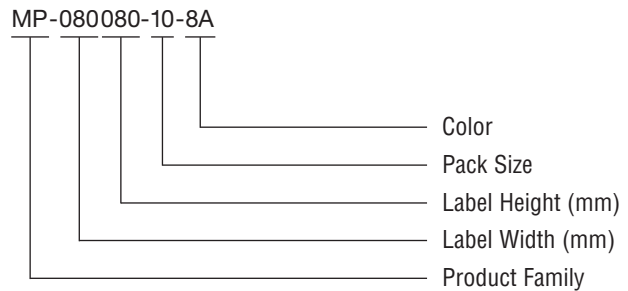 MP-080080-10-8A
Color
Pack Size
Label Height (mm)
Label Width (mm)
Product Family